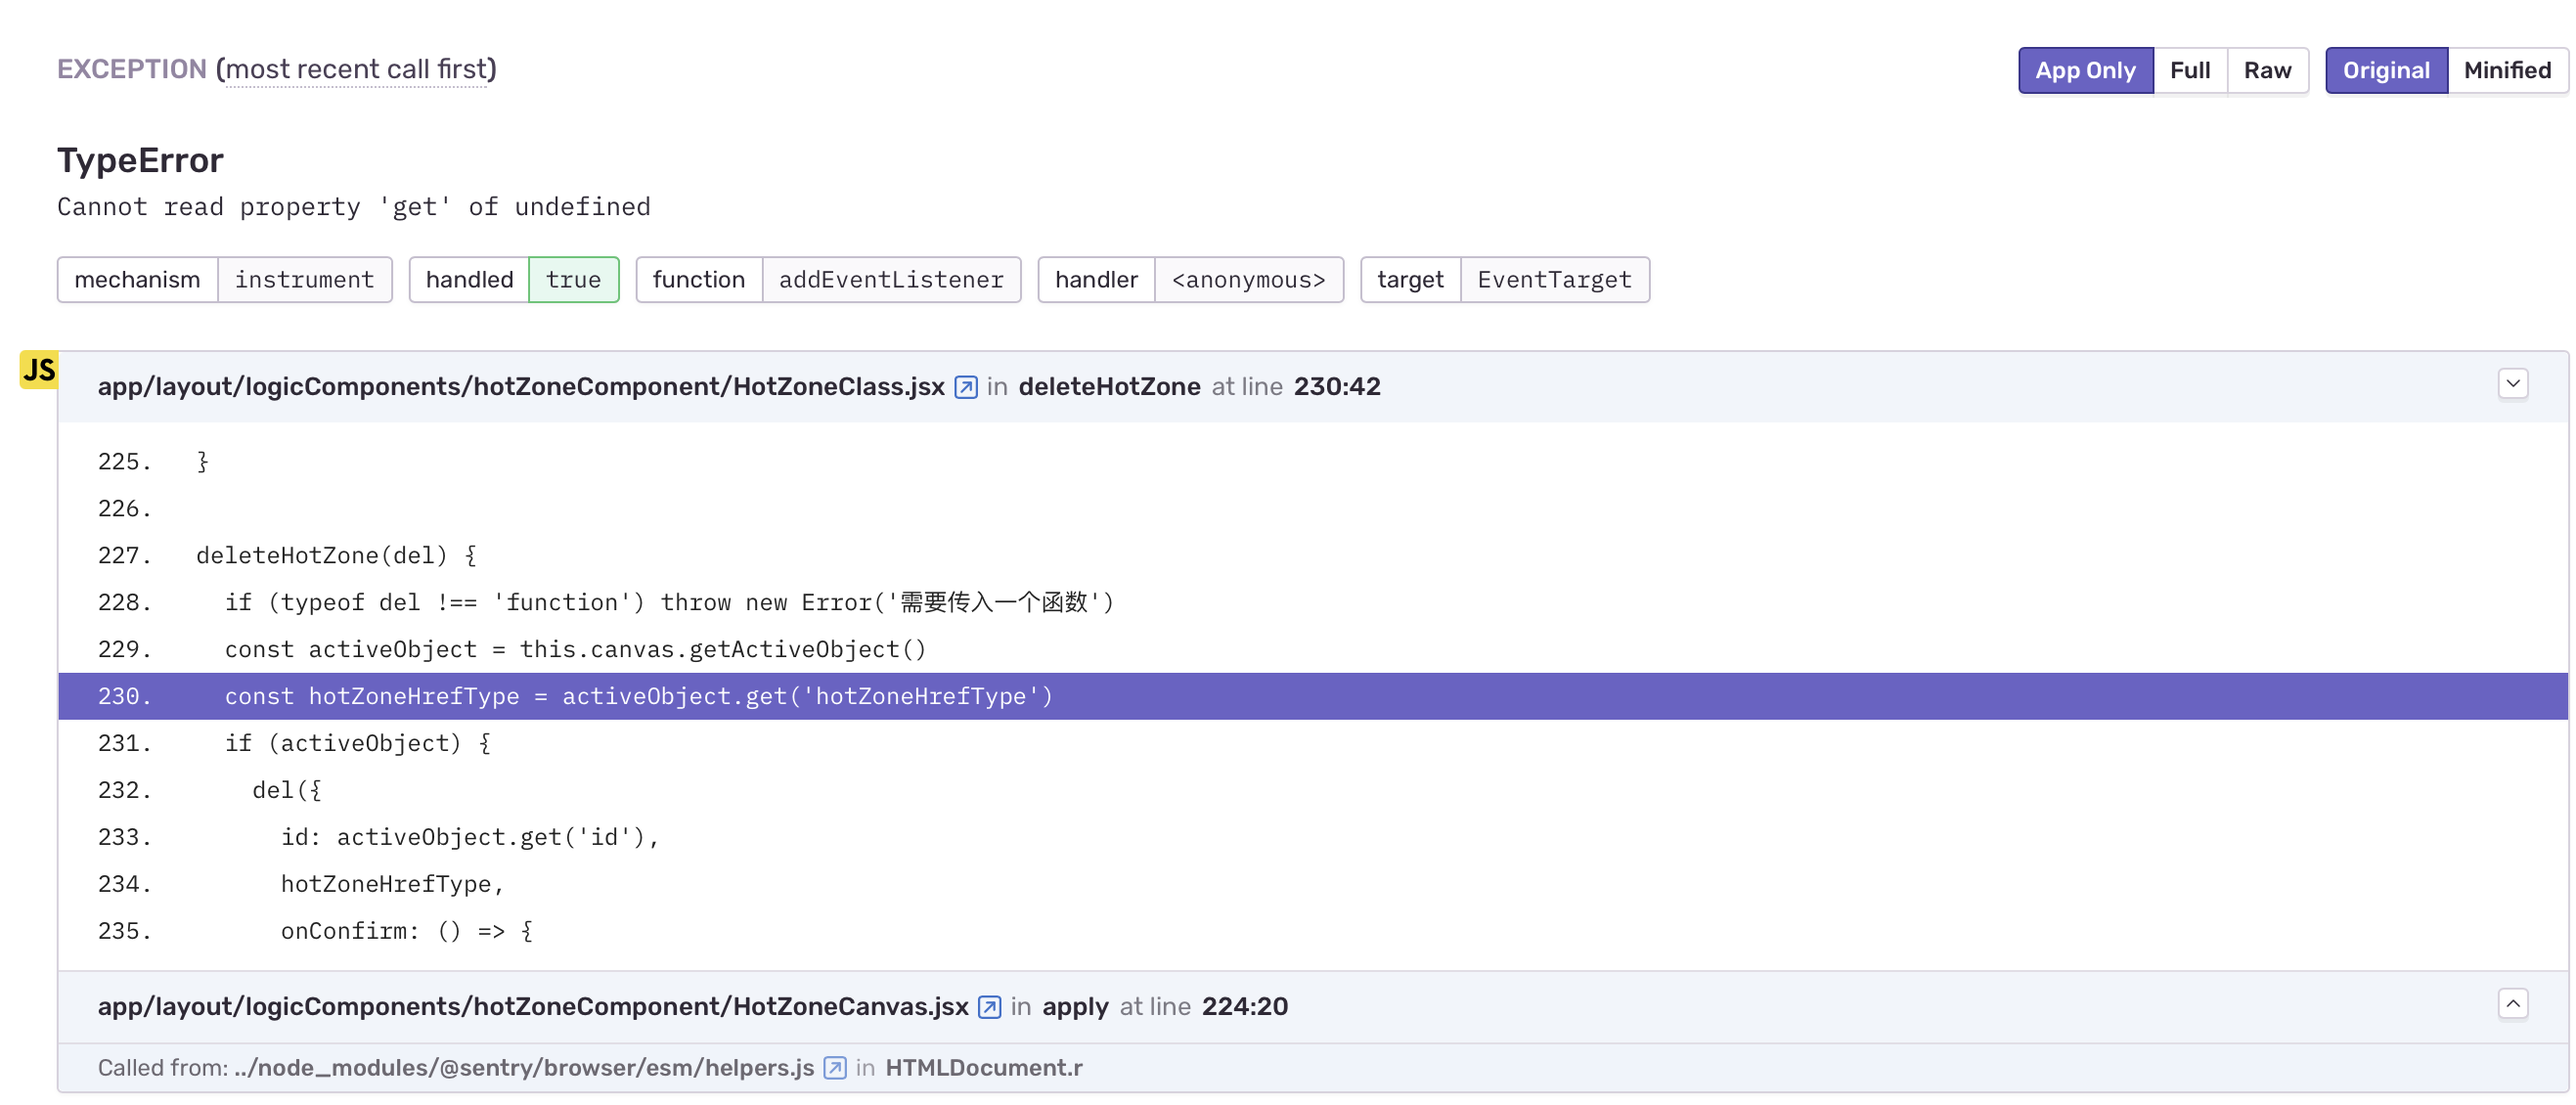 EXCEPTION (most recent call first)
App Only Full Raw Original Minified
TypeError
Cannot read property 'get' of undefined
mechanism instrument handled true function addEventListener handler <anonymous> target EventTarget
JS
app/layout/logicComponents/hotZoneComponent/HotZoneClass.jsx in deleteHotZone at line 230:42
225. }
226.
227. deleteHotZone(del) {
228. if (typeof del !== 'function') throw new Error('需要传入一个函数')
229. const activeObject = this.canvas.getActiveObject()
230. const hotZoneHrefType = activeObject.get('hotZoneHrefType')
231. if (activeObject) {
232. del({
233. id: activeObject.get('id'),
234. hotZoneHrefType,
235. onConfirm: () => {
app/layout/logicComponents/hotZoneComponent/HotZoneCanvas.jsx in apply at line 224:20
Called from: ../node_modules/@sentry/browser/esm/helpers.js in HTMLDocument.r